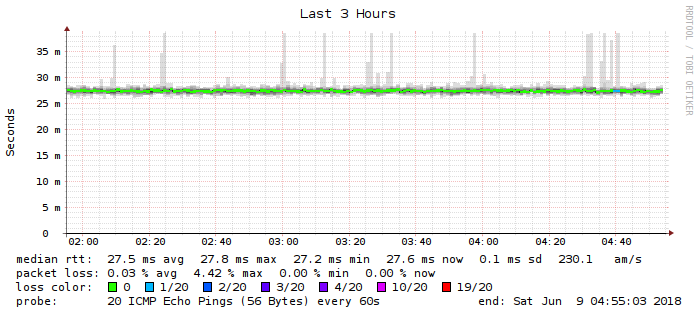 Last 3 Hours
RRDTOOL / TOBI OETIKER
Seconds
35 m
30 m
25 m
20 m
15 m
10 m
5 m
0
02:00 02:20 02:40 03:00 03:20 03:40 04:00 04:20 04:40
median rtt: 27.5 ms avg 27.8 ms max 27.2 ms min 27.6 ms now 0.1 ms sd 230.1 am/s
packet loss: 0.03 % avg 4.42 % max 0.00 % min 0.00 % now
loss color: 0 1/20 2/20 3/20 4/20 10/20 19/20
probe: 20 ICMP Echo Pings (56 Bytes) every 60s end: Sat Jun 9 04:55:03 2018